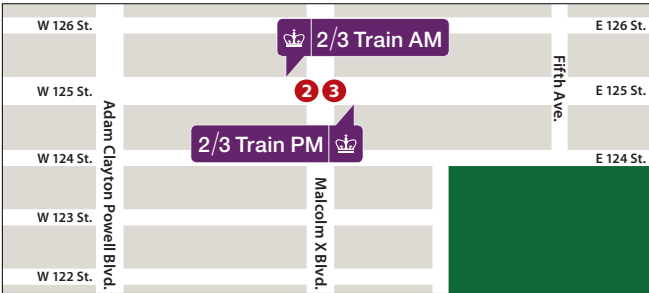 W 126 St.
2/3 Train AM
E 126 St.
W 125 St.
2 3
E 125 St.
Fifth Ave.
Adam Clayton Powell Blvd.
2/3 Train PM
W 124 St.
E 124 St.
Malcolm X Blvd.
W 123 St.
W 122 St.